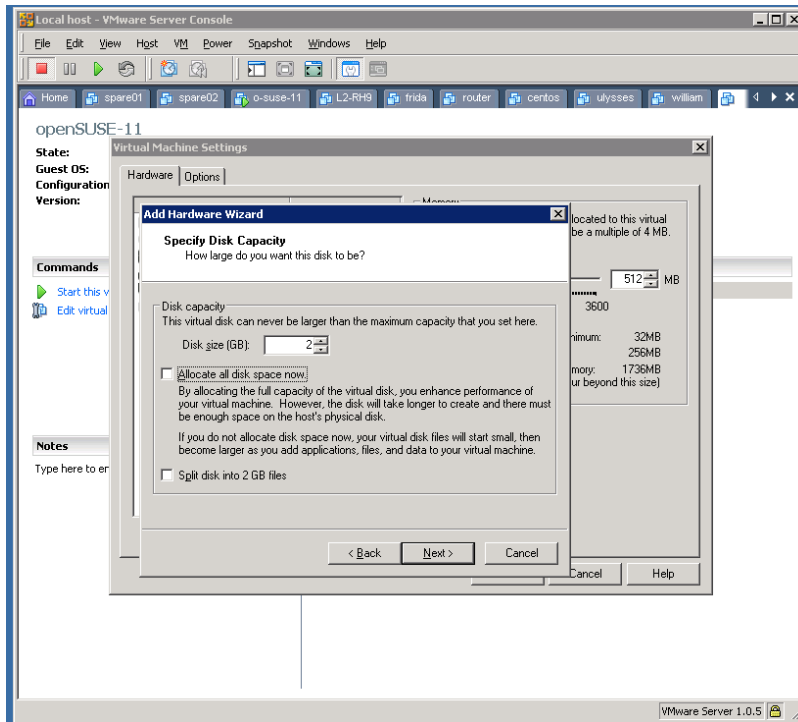 Local host - VMware Server Console
File Edit View Host VM Power Snapshot Windows Help
Home spare01 spare02 o-suse-11 L2-RH9 frida router centos ulysses william
openSUSE-11
State:
Guest OS:
Configuration
Version:
Commands
Start this v
Edit virtual
Notes
Type here to er
Virtual Machine Settings
Hardware Options
Memory
located to this virtual
be a multiple of 4 MB.
512 MB
3600
nimum: 32MB
256MB
mory: 1736MB
ur beyond this size)
Cancel Help
Add Hardware Wizard
Specify Disk Capacity
How large do you want this disk to be?
Disk capacity
This virtual disk can never be larger than the maximum capacity that you set here.
Disk size (GB): 2
Allocate all disk space now.
By allocating the full capacity of the virtual disk, you enhance performance of
your virtual machine. However, the disk will take longer to create and there must
be enough space on the host's physical disk.
If you do not allocate disk space now, your virtual disk files will start small, then
become larger as you add applications, files, and data to your virtual machine.
Split disk into 2 GB files
< Back Next > Cancel
VMware Server 1.0.5